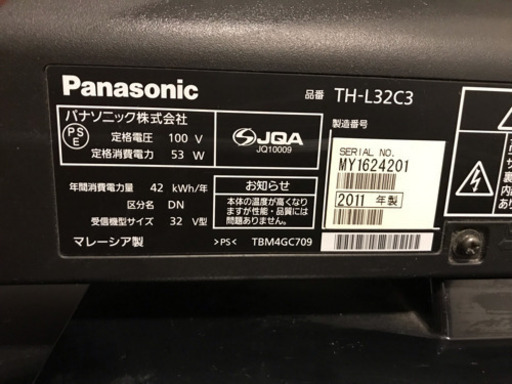 Panasonic
品番 TH-L32C3
パナソニック株式会社
PS E
定格電圧 100 V
定格消費電力 53 W
JQA
JQ10009
製造番号
SERIAL NO.
MY1624201
2011 年製
年間消費電力量 42 kWh/年
区分名 DN
受信機型サイズ 32 V型
マレーシア製
お知らせ
本体の温度が高くなり
ますが性能・品質には
問題ありません。
>PS< TBM4GC709